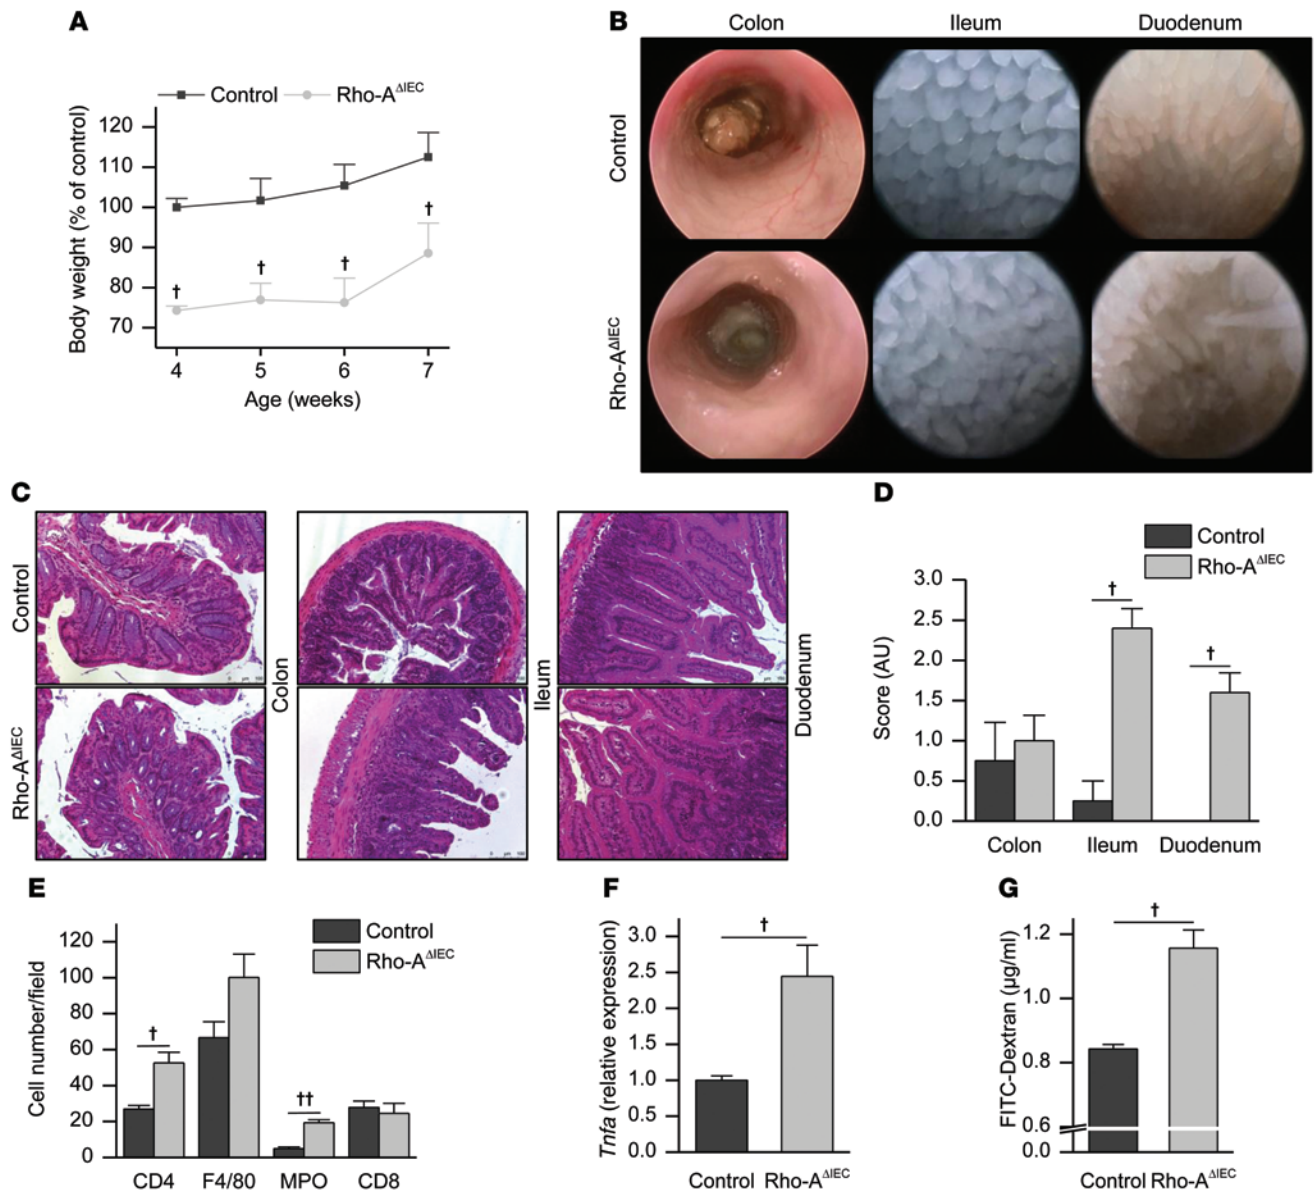 A
Control
Rho-AΔIEC
Body weight (% of control)
120
110
100
90
80
70
†
†
†
†
4
5
6
7
Age (weeks)
B
Colon
Ileum
Duodenum
Control
Rho-AΔIEC
C
Control
Rho-AΔIEC
Colon
Ileum
Duodenum
D
Control
Rho-AΔIEC
Score (AU)
3.0
2.5
2.0
1.5
1.0
0.5
0.0
†
†
Colon
Ileum
Duodenum
E
Control
Rho-AΔIEC
Cell number/field
120
100
80
60
40
20
0
†
††
CD4
F4/80
MPO
CD8
F
Tnfa (relative expression)
3.0
2.5
2.0
1.5
1.0
0.5
0.0
†
Control
Rho-AΔIEC
G
FITC-Dextran (µg/ml)
1.2
1.0
0.8
0.6
0.0
†
Control
Rho-AΔIEC